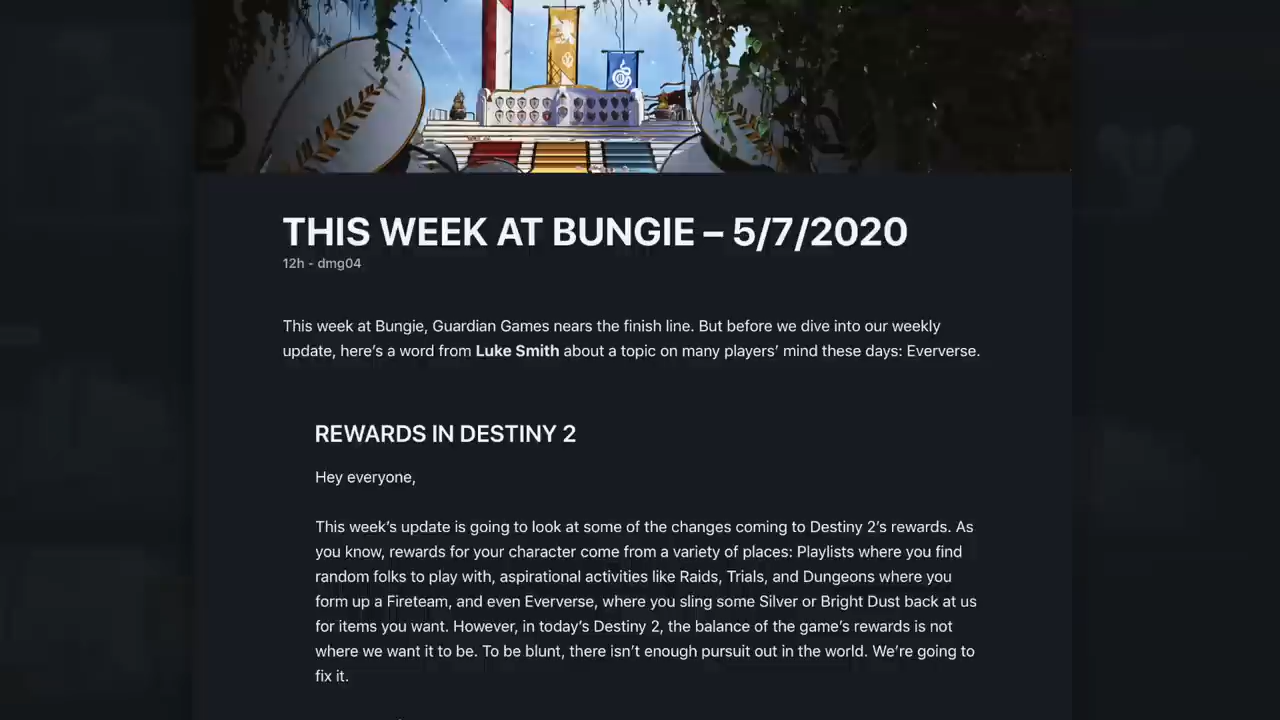 THIS WEEK AT BUNGIE – 5/7/2020
12h - dmg04
This week at Bungie, Guardian Games nears the finish line. But before we dive into our weekly
update, here's a word from Luke Smith about a topic on many players' mind these days: Eververse.
REWARDS IN DESTINY 2
Hey everyone,
This week's update is going to look at some of the changes coming to Destiny 2's rewards. As
you know, rewards for your character come from a variety of places: Playlists where you find
random folks to play with, aspirational activities like Raids, Trials, and Dungeons where you
form up a Fireteam, and even Eververse, where you sling some Silver or Bright Dust back at us
for items you want. However, in today's Destiny 2, the balance of the game's rewards is not
where we want it to be. To be blunt, there isn't enough pursuit out in the world. We're going to
fix it.